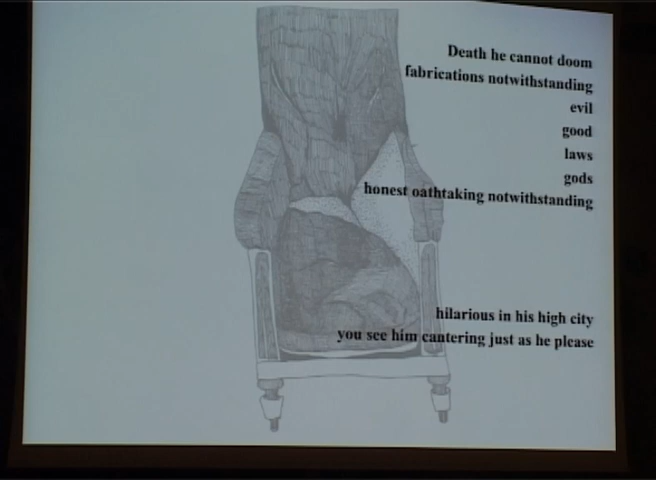 Death he cannot doom
fabrications notwithstanding
evil
good
laws
gods
honest oathtaking notwithstanding
hilarious in his high city
you see him cantering just as he please